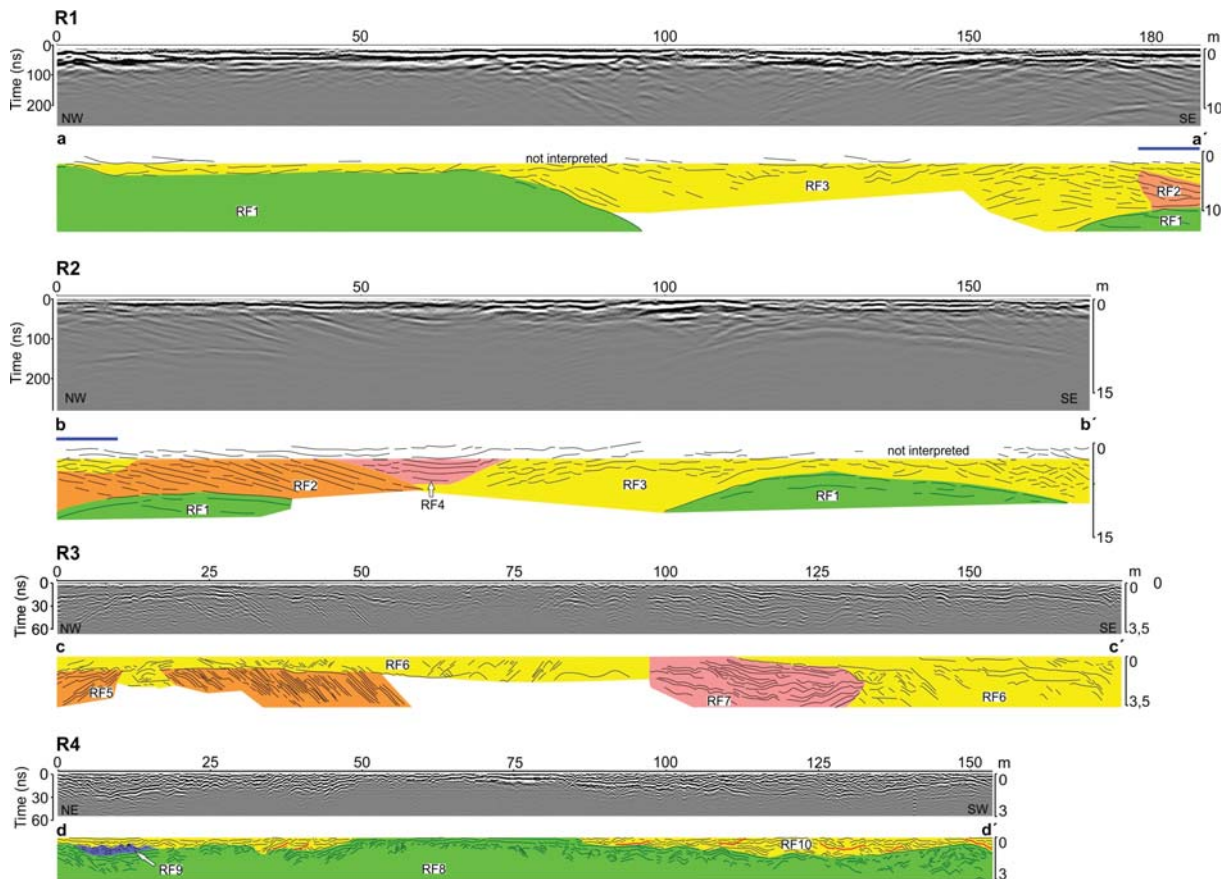 R1
0 50 100 150 180 m
Time (ns)
0
100
200
0
10
NW SE
a a´
not interpreted
0
RF3
RF2
RF1
10
RF1
R2
0 50 100 150 m
Time (ns)
0
100
200
0
15
NW SE
b b´
not interpreted
0
RF2
RF3
RF1
RF4
RF1
15
R3
0 25 50 75 100 125 150 m 0
Time (ns)
0
30
60
0
3,5
NW SE
c c´
RF6
0
RF5
RF7
RF6
3,5
R4
0 25 50 75 100 125 150 m
Time (ns)
0
30
60
0
3
NE SW
d d´
RF10
0
RF9
RF8
3